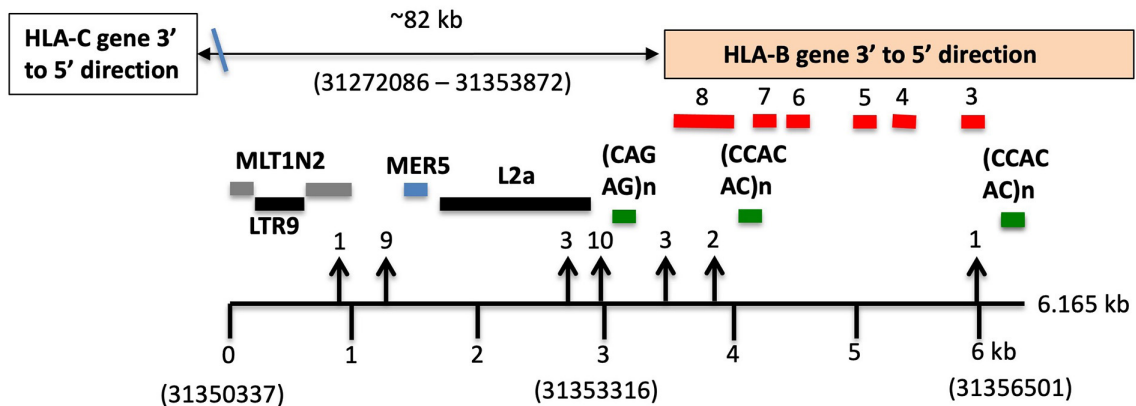 ~82 kb
HLA-C gene 3’
to 5’ direction
HLA-B gene 3’ to 5’ direction
(31272086 – 31353872)
8 7 6 5 4 3
MLT1N2
MER5
L2a
(CAG
AG)n
(CCAC
AC)n
(CCAC
AC)n
LTR9
1 9 3 10 3 2 1
6.165 kb
0 1 2 3 4 5 6 kb
(31350337) (31353316) (31356501)